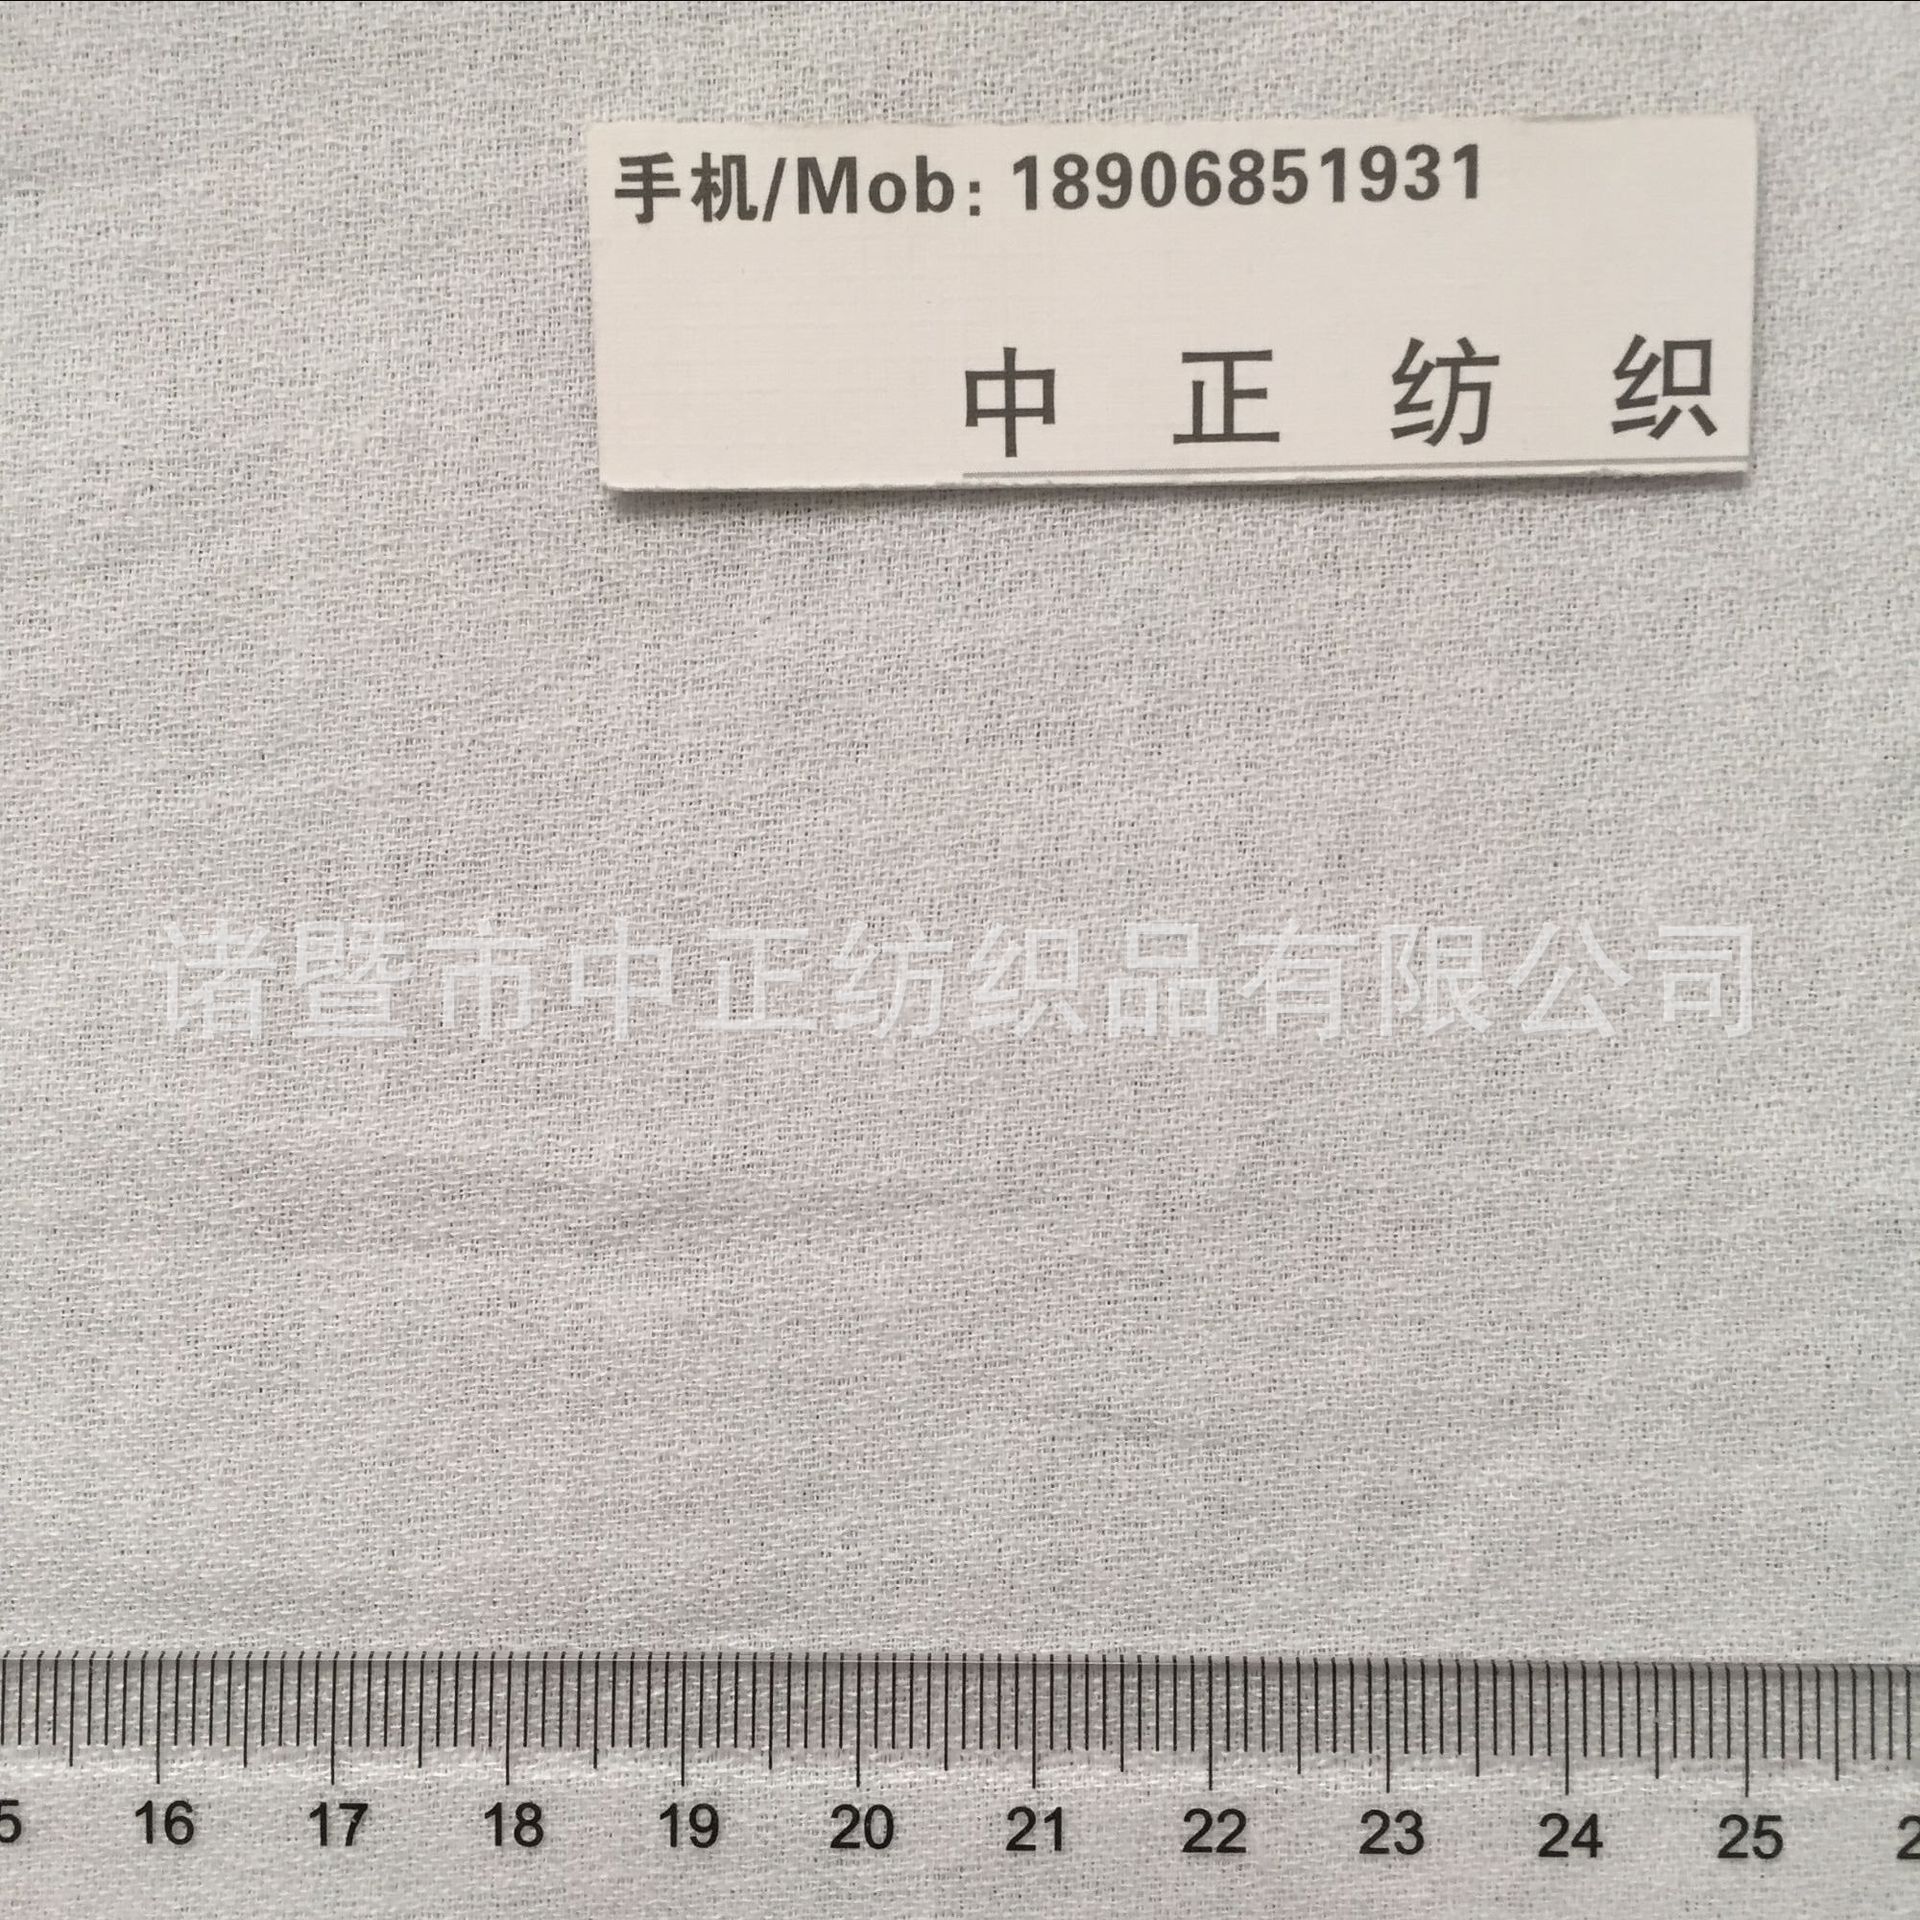 手机/Mob: 18906851931
中正纺织
诸暨市中正纺织品有限公司
16 17 18 19 20 21 22 23 24 25